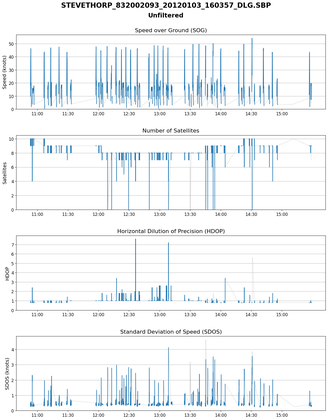 STEVETHORP_832002093_20120103_160357_DLG.SBP
Unfiltered
Speed over Ground (SOG)
Speed (knots)
50
40
30
20
10
0
11:00 11:30 12:00 12:30 13:00 13:30 14:00 14:30 15:00
Number of Satellites
Satellites
10
8
6
4
2
0
11:00 11:30 12:00 12:30 13:00 13:30 14:00 14:30 15:00
Horizontal Dilution of Precision (HDOP)
HDOP
7
6
5
4
3
2
1
0
11:00 11:30 12:00 12:30 13:00 13:30 14:00 14:30 15:00
Standard Deviation of Speed (SDOS)
SDOS (knots)
5
4
3
2
1
0
11:00 11:30 12:00 12:30 13:00 13:30 14:00 14:30 15:00